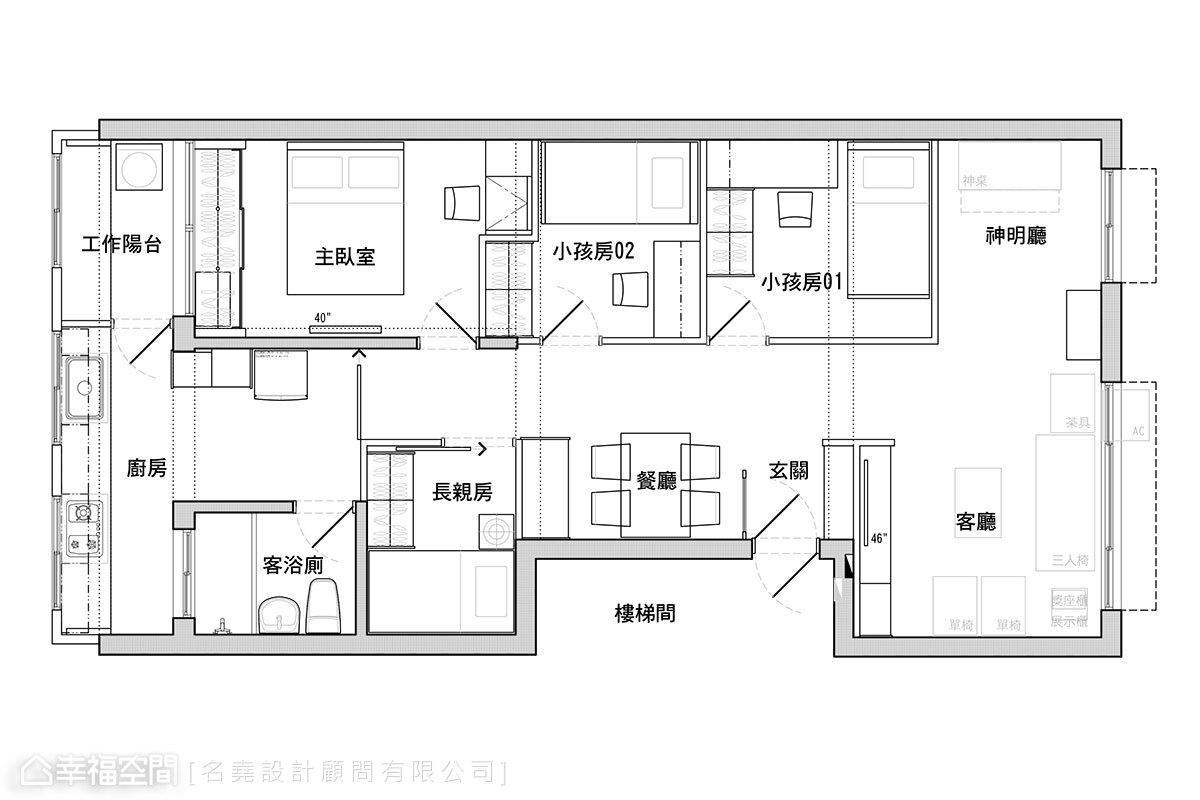 神桌
工作陽台
主臥室
小孩房02
小孩房01
神明廳
40"
茶具
AC
廚房
長親房
餐廳
玄關
客廳
46"
三人椅
客浴廁
樓梯間
單椅
單椅
獎座櫃
展示櫃
幸福空間 [名堯設計顧問有限公司]